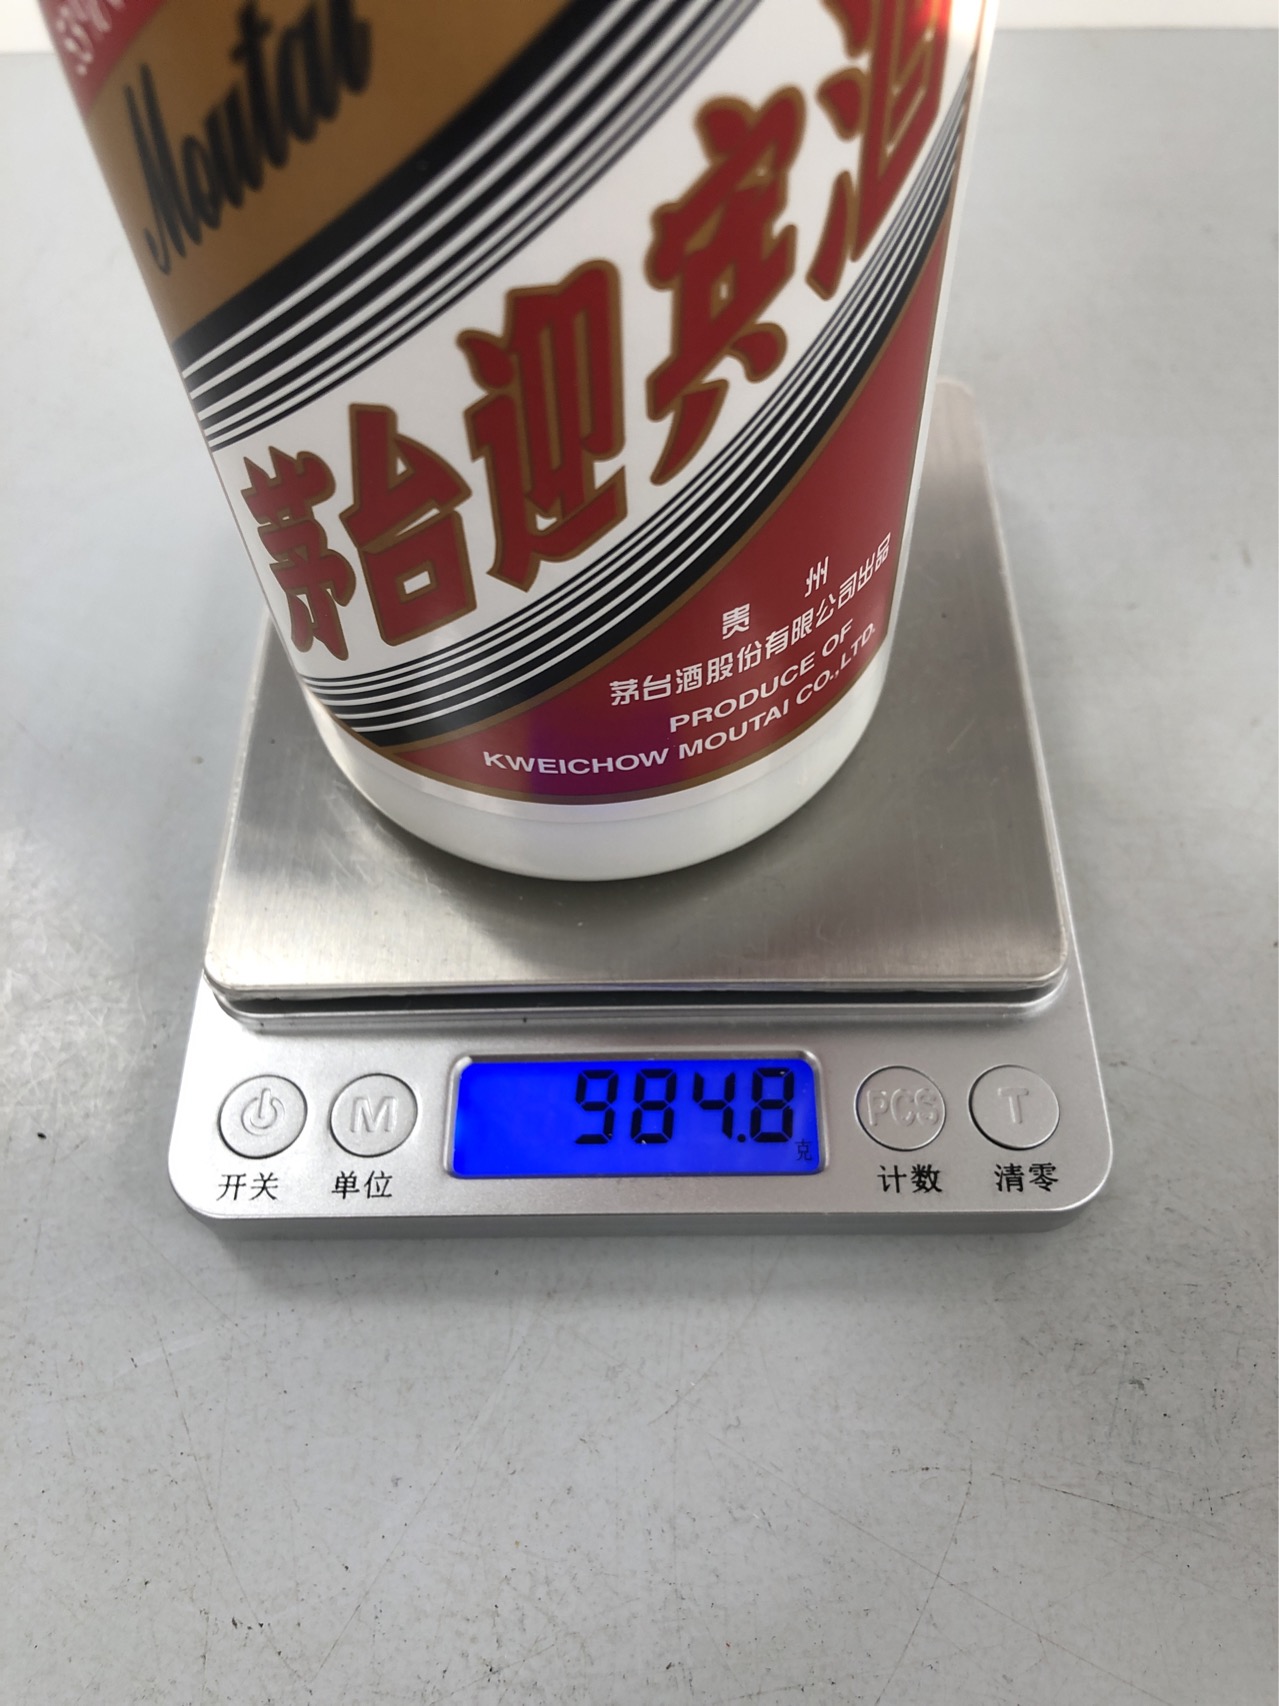 53%
Moutai
茅台迎宾酒
贵 州
茅台酒股份有限公司出品
PRODUCE OF
KWEICHOW MOUTAI CO.,LTD.
984.8
克
M
PCS
T
开关
单位
计数
清零